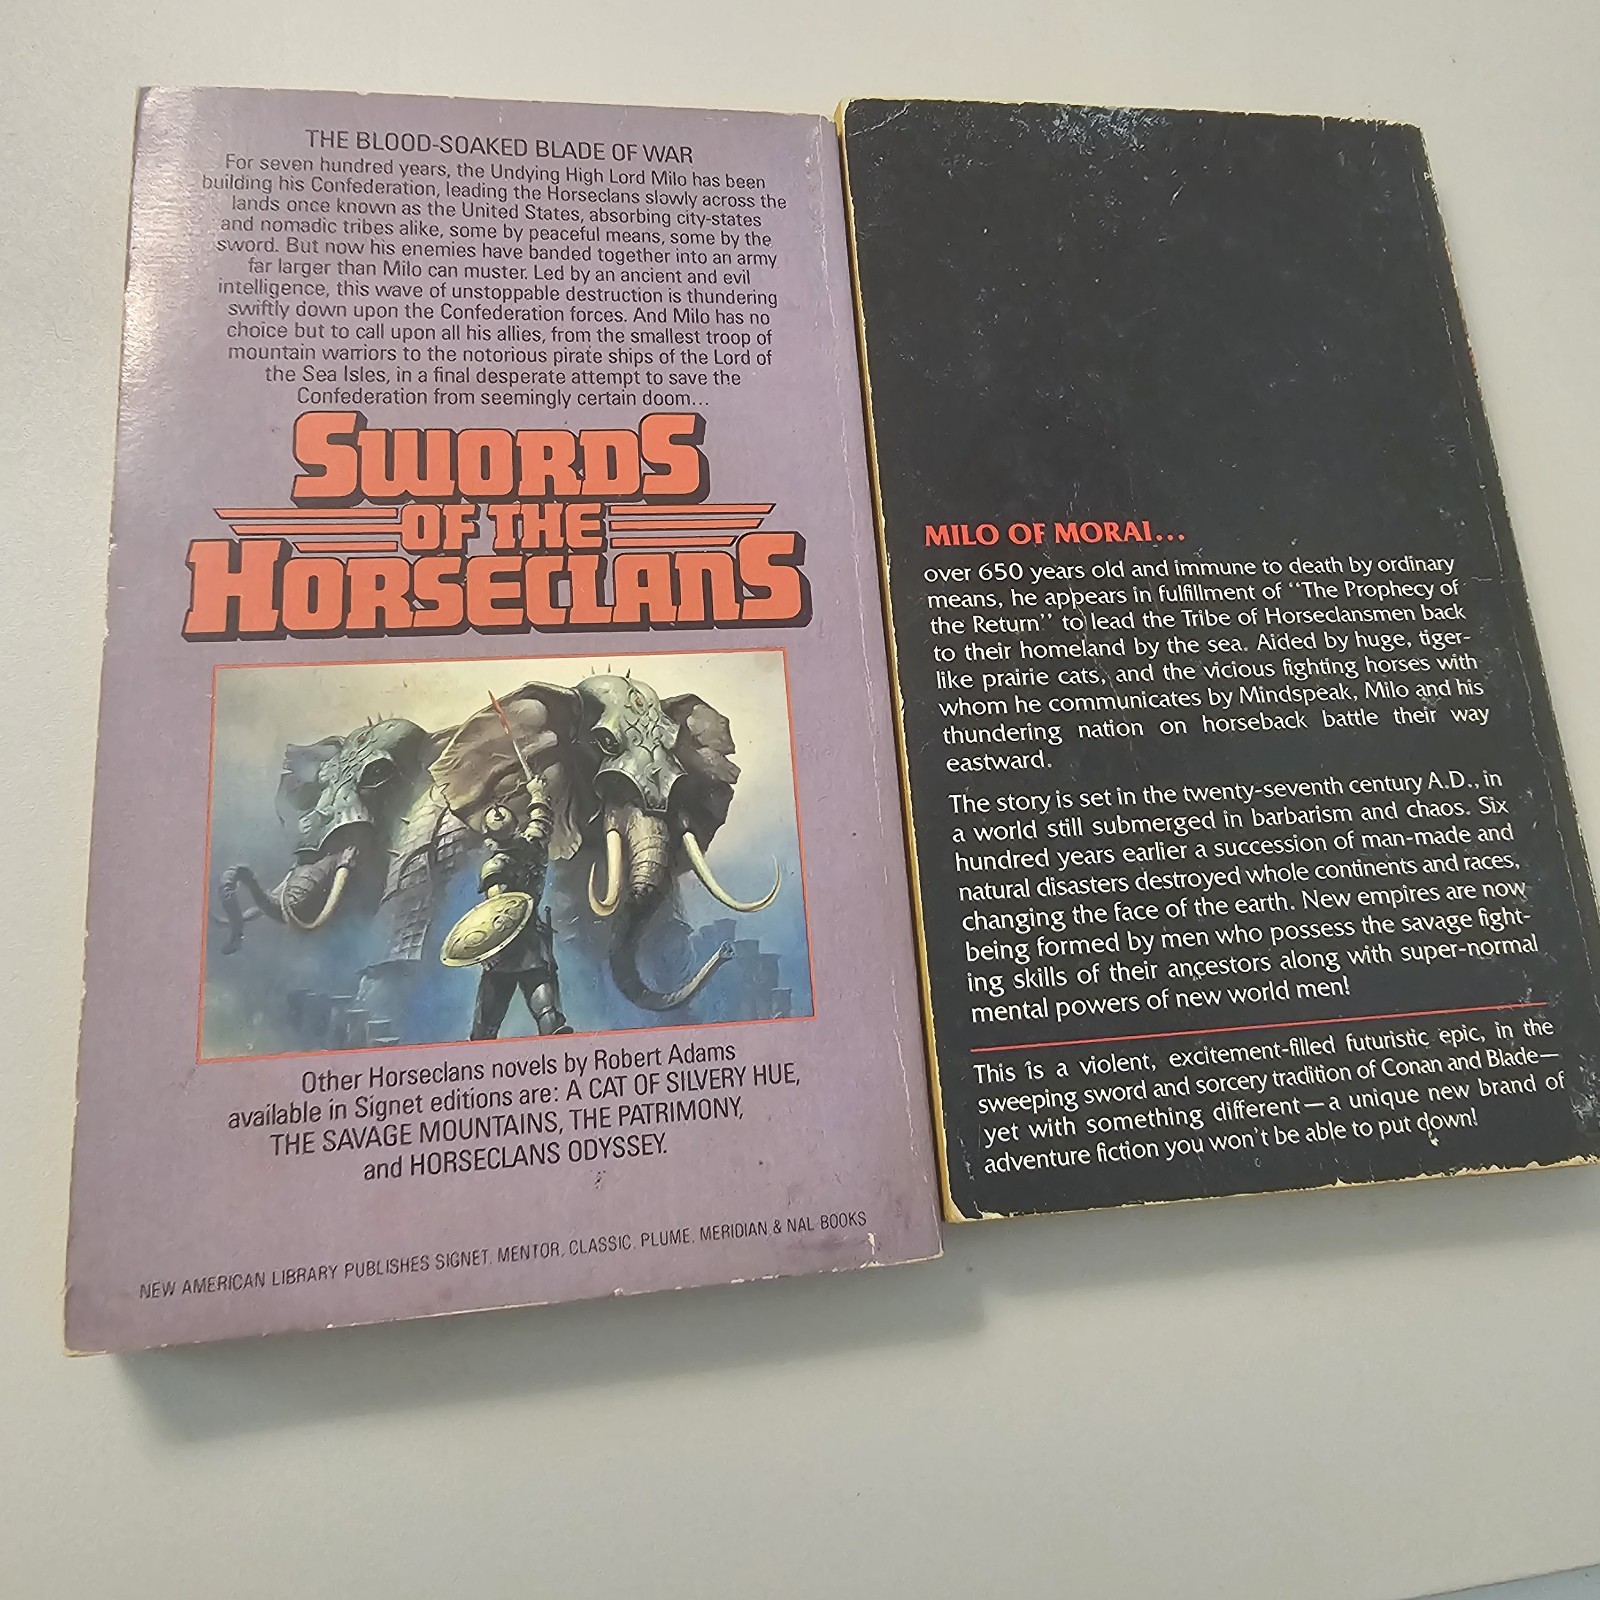 THE BLOOD-SOAKED BLADE OF WAR
For seven hundred years, the Undying High Lord Milo has been
building his Confederation, leading the Horseclans slowly across the
lands once known as the United States, absorbing city-states
and nomadic tribes alike, some by peaceful means, some by the
sword. But now his enemies have banded together into an army
far larger than Milo can muster. Led by an ancient and evil
intelligence, this wave of unstoppable destruction is thundering
swiftly down upon the Confederation forces. And Milo has no
choice but to call upon all his allies, from the smallest troop of
mountain warriors to the notorious pirate ships of the Lord of
the Sea Isles, in a final desperate attempt to save the
Confederation from seemingly certain doom...
SWORDS
OF THE
HORSECLANS
Other Horseclans novels by Robert Adams
available in Signet editions are: A CAT OF SILVERY HUE,
THE SAVAGE MOUNTAINS, THE PATRIMONY,
and HORSECLANS ODYSSEY.
NEW AMERICAN LIBRARY PUBLISHES SIGNET, MENTOR, CLASSIC, PLUME, MERIDIAN & NAL BOOKS
MILO OF MORAI...
over 650 years old and immune to death by ordinary
means, he appears in fulfillment of "The Prophecy of
the Return" to lead the Tribe of Horseclansmen back
to their homeland by the sea. Aided by huge, tiger-
like prairie cats, and the vicious fighting horses with
whom he communicates by Mindspeak, Milo and his
thundering nation on horseback battle their way
eastward.
The story is set in the twenty-seventh century A.D., in
a world still submerged in barbarism and chaos. Six
hundred years earlier a succession of man-made and
natural disasters destroyed whole continents and races,
changing the face of the earth. New empires are now
being formed by men who possess the savage fight-
ing skills of their ancestors along with super-normal
mental powers of new world men!
This is a violent, excitement-filled futuristic epic, in the
sweeping sword and sorcery tradition of Conan and Blade—
yet with something different—a unique new brand of
adventure fiction you won't be able to put down!